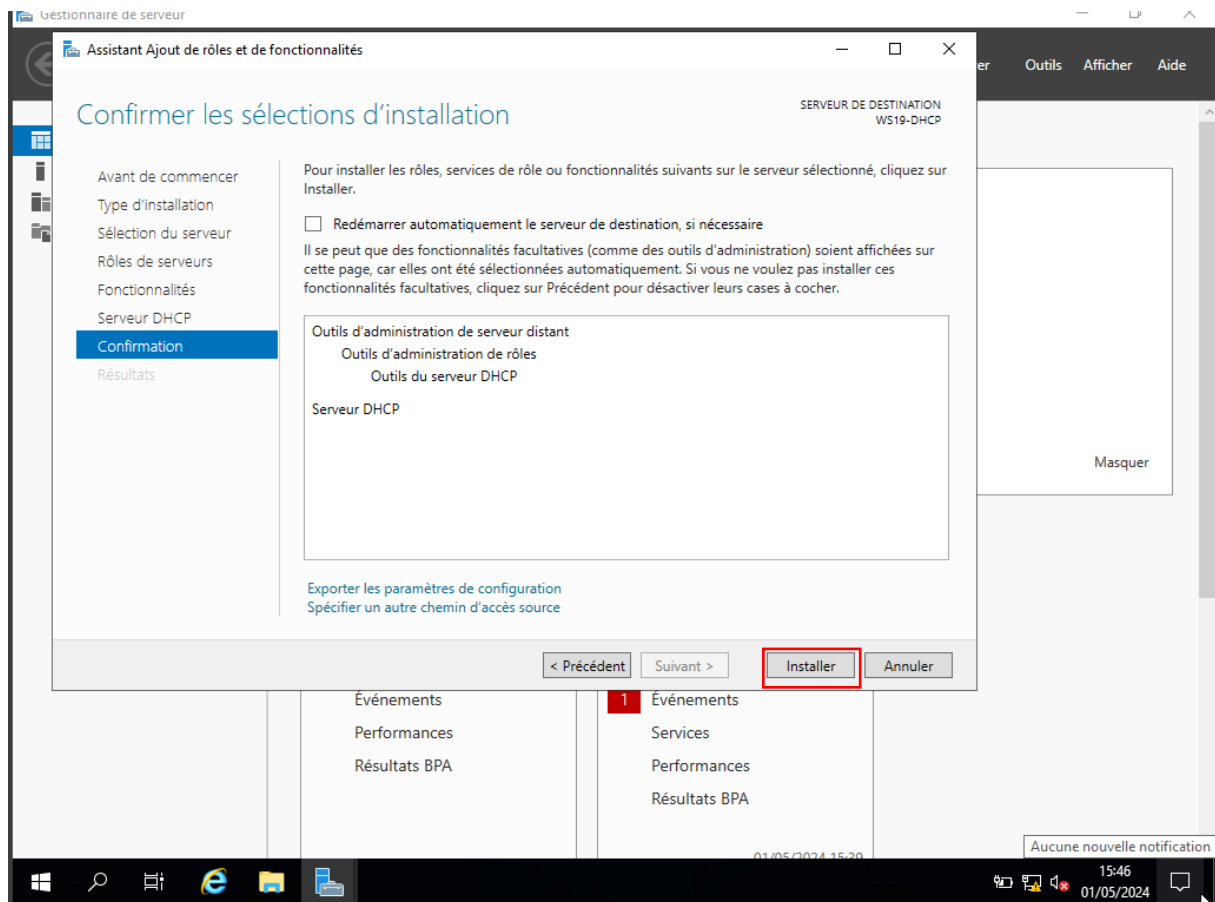 Gestionnaire de serveur
Assistant Ajout de rôles et de fonctionnalités
er Outils Afficher Aide
Confirmer les sélections d'installation
SERVEUR DE DESTINATION
WS19-DHCP
Avant de commencer
Type d'installation
Sélection du serveur
Rôles de serveurs
Fonctionnalités
Serveur DHCP
Confirmation
Résultats
Pour installer les rôles, services de rôle ou fonctionnalités suivants sur le serveur sélectionné, cliquez sur
Installer.
Redémarrer automatiquement le serveur de destination, si nécessaire
Il se peut que des fonctionnalités facultatives (comme des outils d'administration) soient affichées sur
cette page, car elles ont été sélectionnées automatiquement. Si vous ne voulez pas installer ces
fonctionnalités facultatives, cliquez sur Précédent pour désactiver leurs cases à cocher.
Outils d'administration de serveur distant
Outils d'administration de rôles
Outils du serveur DHCP
Serveur DHCP
Masquer
Exporter les paramètres de configuration
Spécifier un autre chemin d'accès source
< Précédent Suivant > Installer Annuler
Événements
Performances
Résultats BPA
1 Événements
Services
Performances
Résultats BPA
01/05/2024 15:39
Aucune nouvelle notification
15:46
01/05/2024